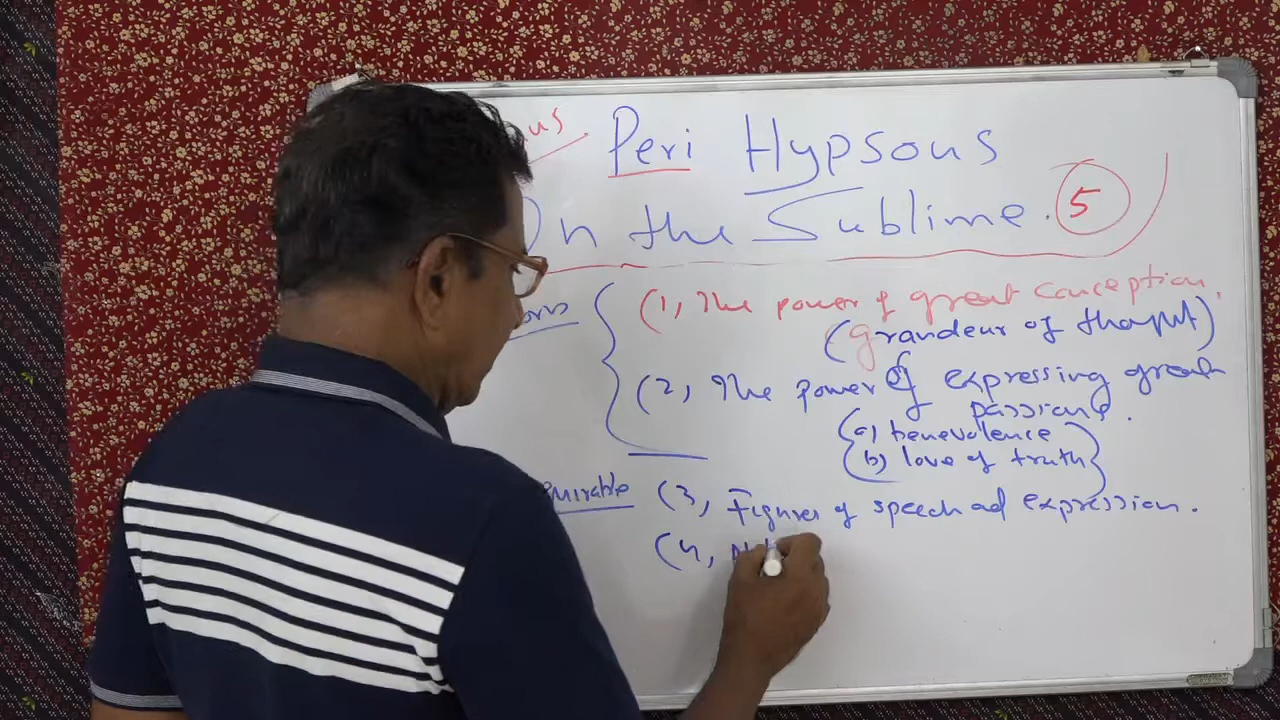 Peri Hypsous
On the Sublime. 5
(1, The power of great conception.
(grandeur of thought)
(2, The power of expressing great
passions.
(a) benevolence
(b) love of truth
(3, Figures of speech ad expression.
(4,